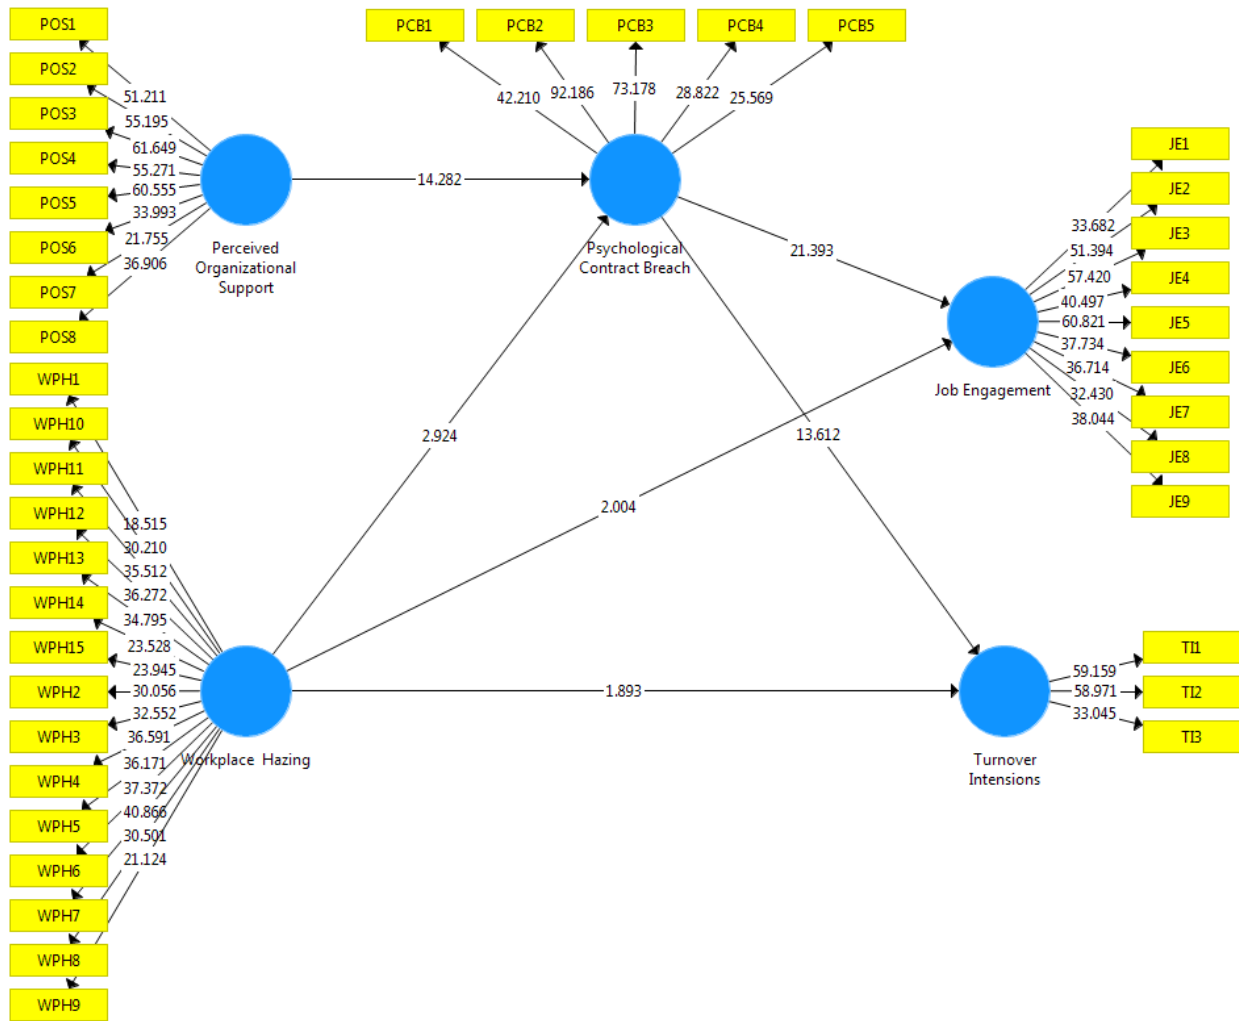 POS1
POS2
POS3
POS4
POS5
POS6
POS7
POS8
51.211
55.195
61.649
55.271
60.555
33.993
21.755
36.906
Perceived
Organizational
Support
PCB1
PCB2
PCB3
PCB4
PCB5
42.210
92.186
73.178
28.822
25.569
14.282
Psychological
Contract Breach
21.393
JE1
JE2
JE3
JE4
JE5
JE6
JE7
JE8
JE9
33.682
51.394
57.420
40.497
60.821
37.734
36.714
32.430
38.044
Job Engagement
2.924
2.004
13.612
1.893
WPH1
WPH10
WPH11
WPH12
WPH13
WPH14
WPH15
WPH2
WPH3
WPH4
WPH5
WPH6
WPH7
WPH8
WPH9
18.515
30.210
35.512
36.272
34.795
23.528
23.945
30.056
32.552
36.591
36.171
37.372
40.866
30.501
21.124
Workplace Hazing
TI1
TI2
TI3
59.159
58.971
33.045
Turnover
Intensions